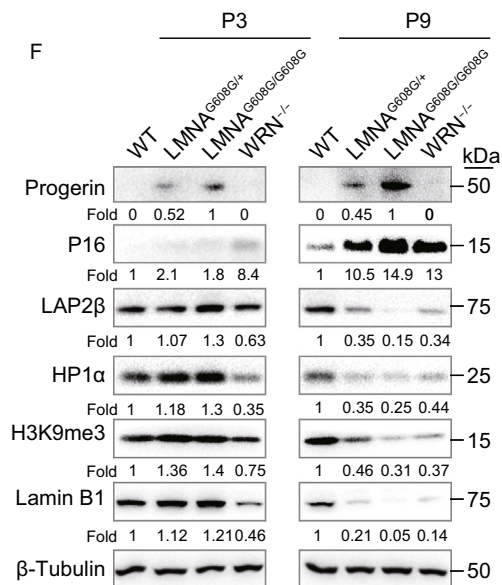 F
P3 P9
WT LMNA^G608G/+ LMNA^G608G/G608G WRN^-/- WT LMNA^G608G/+ LMNA^G608G/G608G WRN^-/- kDa
Progerin 50
Fold 0 0.52 1 0 0 0.45 1 0
P16 15
Fold 1 2.1 1.8 8.4 1 10.5 14.9 13
LAP2β 75
Fold 1 1.07 1.3 0.63 1 0.35 0.15 0.34
HP1α 25
Fold 1 1.18 1.3 0.35 1 0.35 0.25 0.44
H3K9me3 15
Fold 1 1.36 1.4 0.75 1 0.46 0.31 0.37
Lamin B1 75
Fold 1 1.12 1.21 0.46 1 0.21 0.05 0.14
β-Tubulin 50